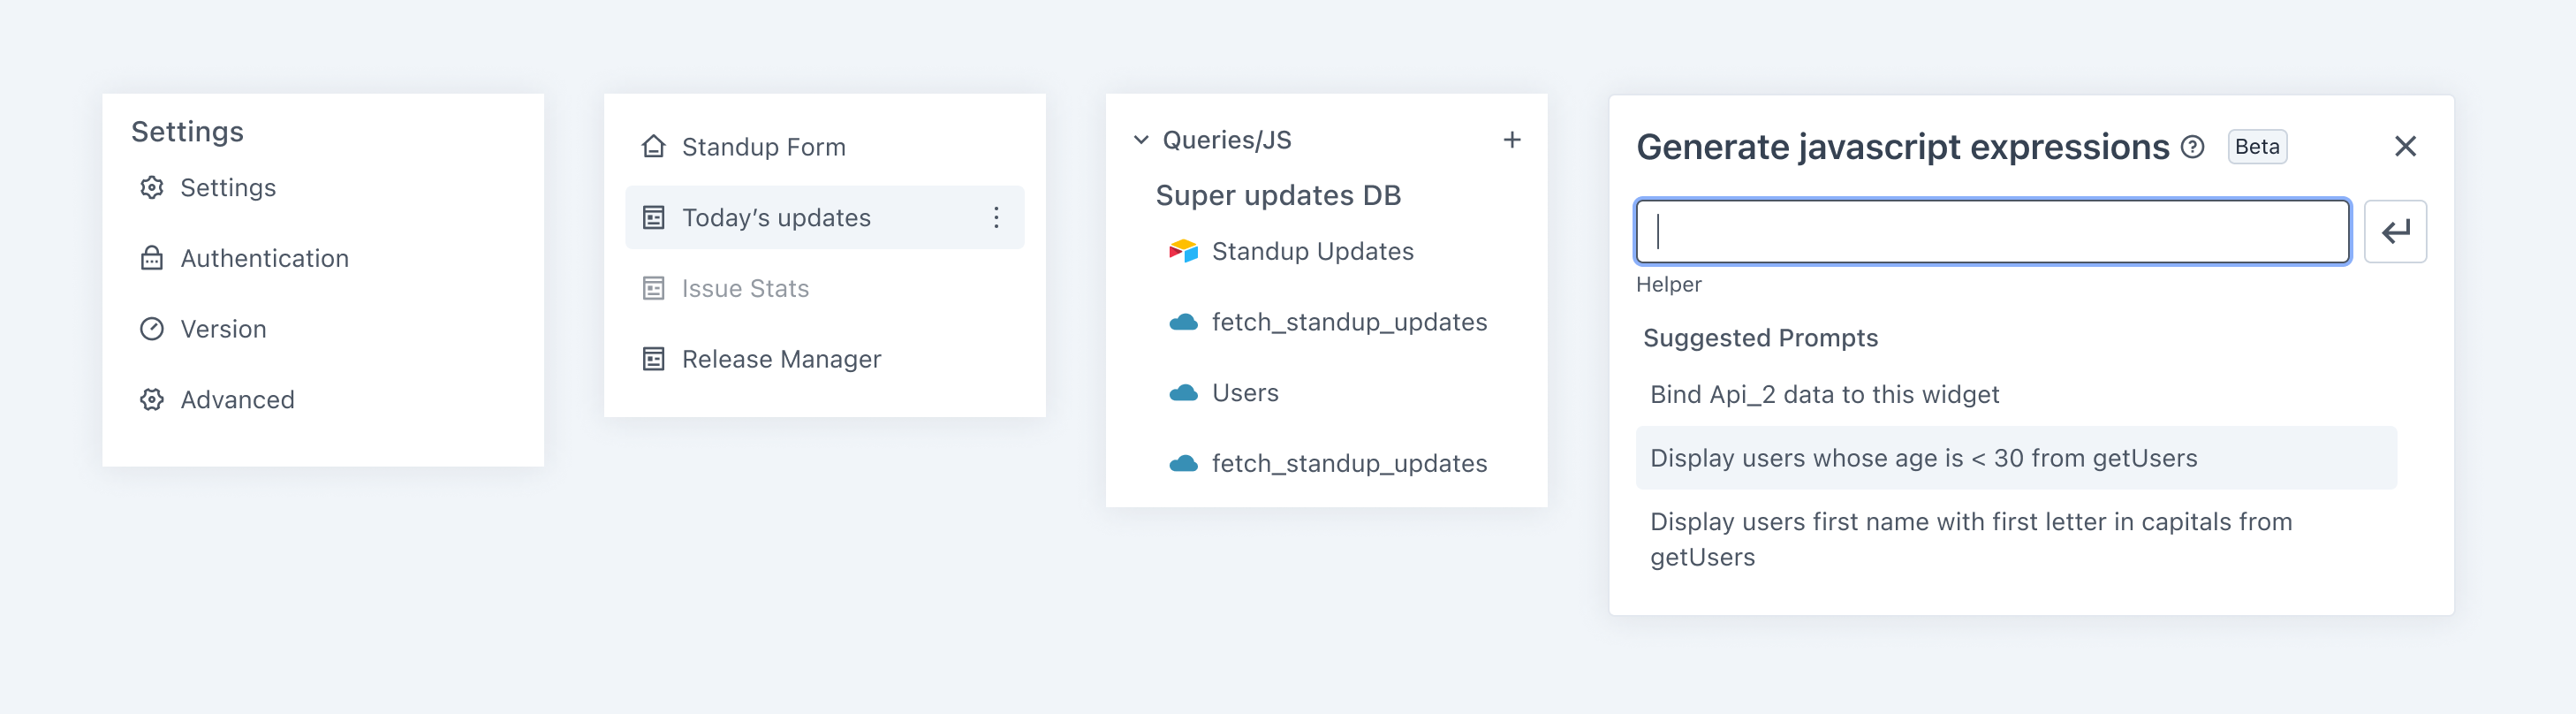 Settings
Settings
Authentication
Version
Advanced
Standup Form
Today’s updates
Issue Stats
Release Manager
Queries/JS
Super updates DB
Standup Updates
fetch_standup_updates
Users
fetch_standup_updates
Generate javascript expressions
Beta
Helper
Suggested Prompts
Bind Api_2 data to this widget
Display users whose age is < 30 from getUsers
Display users first name with first letter in capitals from
getUsers